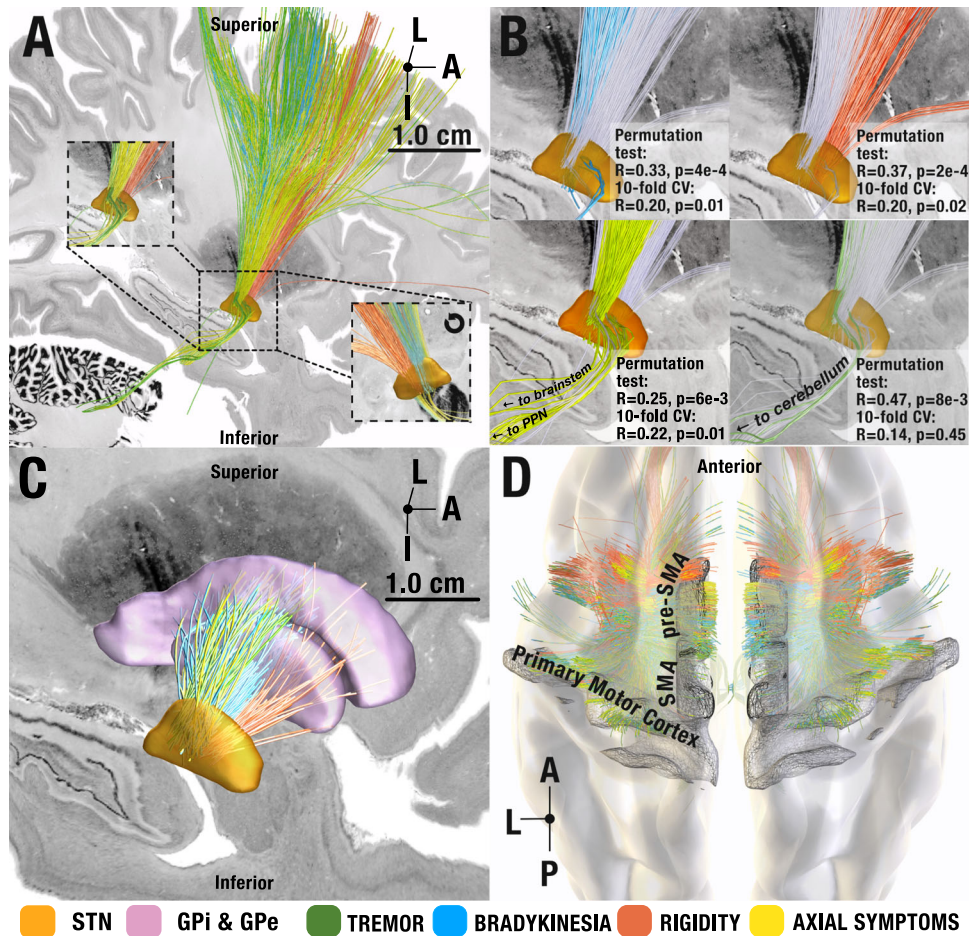 A
Superior
L
A
I
1.0 cm
Inferior
B
Permutation
test:
R=0.33, p=4e-4
10-fold CV:
R=0.20, p=0.01
Permutation
test:
R=0.37, p=2e-4
10-fold CV:
R=0.20, p=0.02
← to brainstem
← to PPN
Permutation
test:
R=0.25, p=6e-3
10-fold CV:
R=0.22, p=0.01
← to cerebellum
Permutation
test:
R=0.47, p=8e-3
10-fold CV:
R=0.14, p=0.45
C
Superior
L
A
I
1.0 cm
Inferior
D
Anterior
pre-SMA
SMA
Primary Motor Cortex
A
L
P
STN
GPi & GPe
TREMOR
BRADYKINESIA
RIGIDITY
AXIAL SYMPTOMS